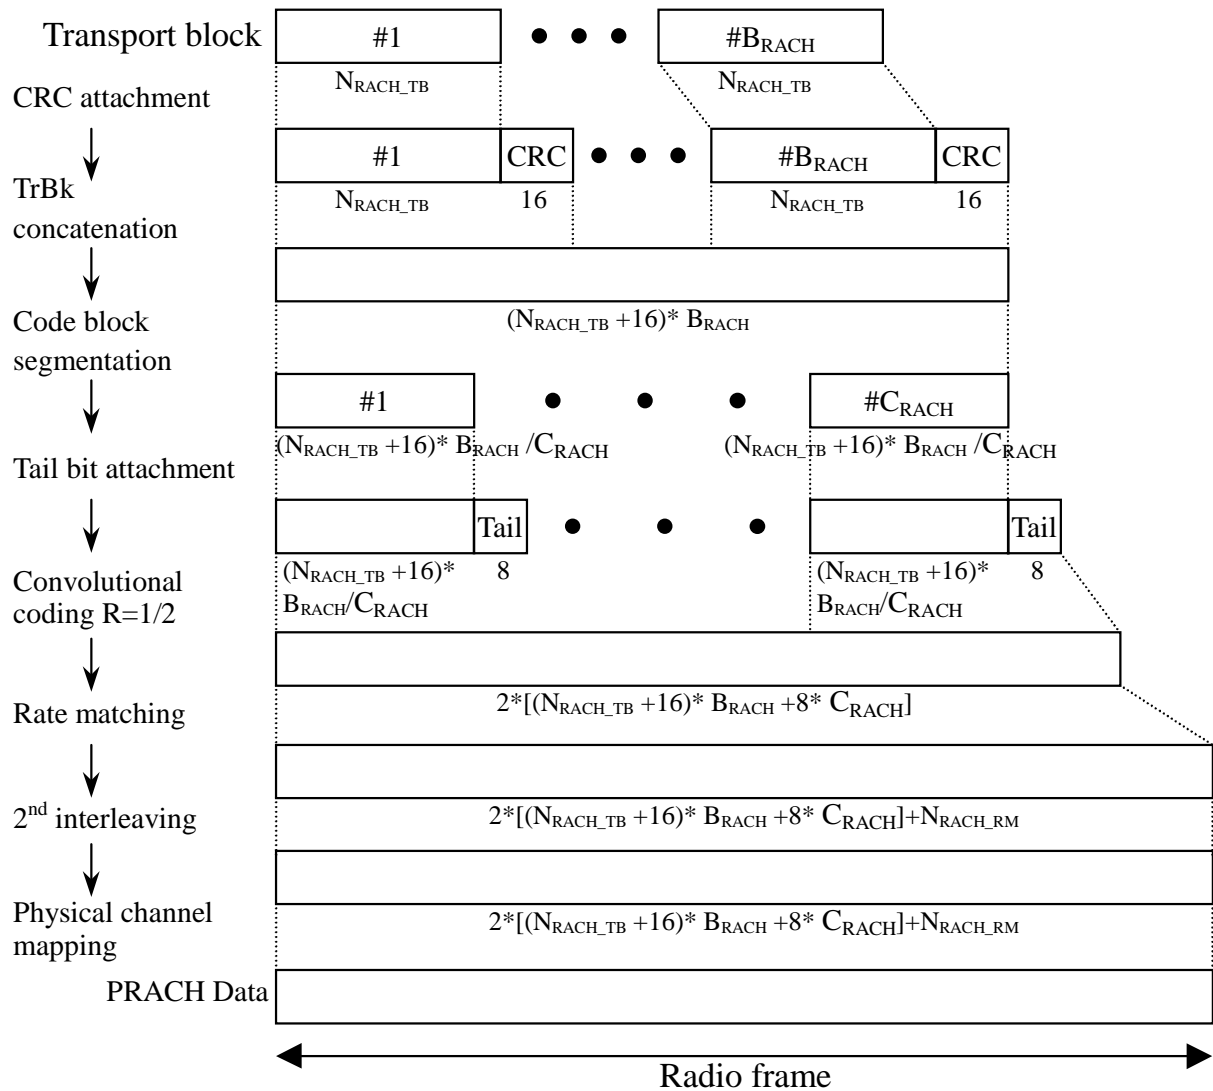 Transport block #1 #B_RACH
N_RACH_TB N_RACH_TB
CRC attachment
#1 CRC #B_RACH CRC
N_RACH_TB 16 N_RACH_TB 16
TrBk
concatenation
(N_RACH_TB +16)* B_RACH
Code block
segmentation
#1 #C_RACH
(N_RACH_TB +16)* B_RACH /C_RACH (N_RACH_TB +16)* B_RACH /C_RACH
Tail bit attachment
Tail Tail
(N_RACH_TB +16)* 8 (N_RACH_TB +16)* 8
B_RACH/C_RACH B_RACH/C_RACH
Convolutional
coding R=1/2
2*[(N_RACH_TB +16)* B_RACH +8* C_RACH]
Rate matching
2*[(N_RACH_TB +16)* B_RACH +8* C_RACH]+N_RACH_RM
2nd interleaving
2*[(N_RACH_TB +16)* B_RACH +8* C_RACH]+N_RACH_RM
Physical channel
mapping
PRACH Data
Radio frame